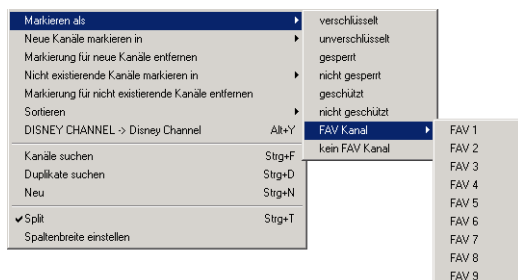 Markieren als
Neue Kanäle markieren in
Markierung für neue Kanäle entfernen
Nicht existierende Kanäle markieren in
Markierung für nicht existierende Kanäle entfernen
Sortieren
DISNEY CHANNEL -> Disney Channel Alt+Y
Kanäle suchen Strg+F
Duplikate suchen Strg+D
Neu Strg+N
Split Strg+T
Spaltenbreite einstellen
verschlüsselt
unverschlüsselt
gesperrt
nicht gesperrt
geschützt
nicht geschützt
FAV Kanal
kein FAV Kanal
FAV 1
FAV 2
FAV 3
FAV 4
FAV 5
FAV 6
FAV 7
FAV 8
FAV 9